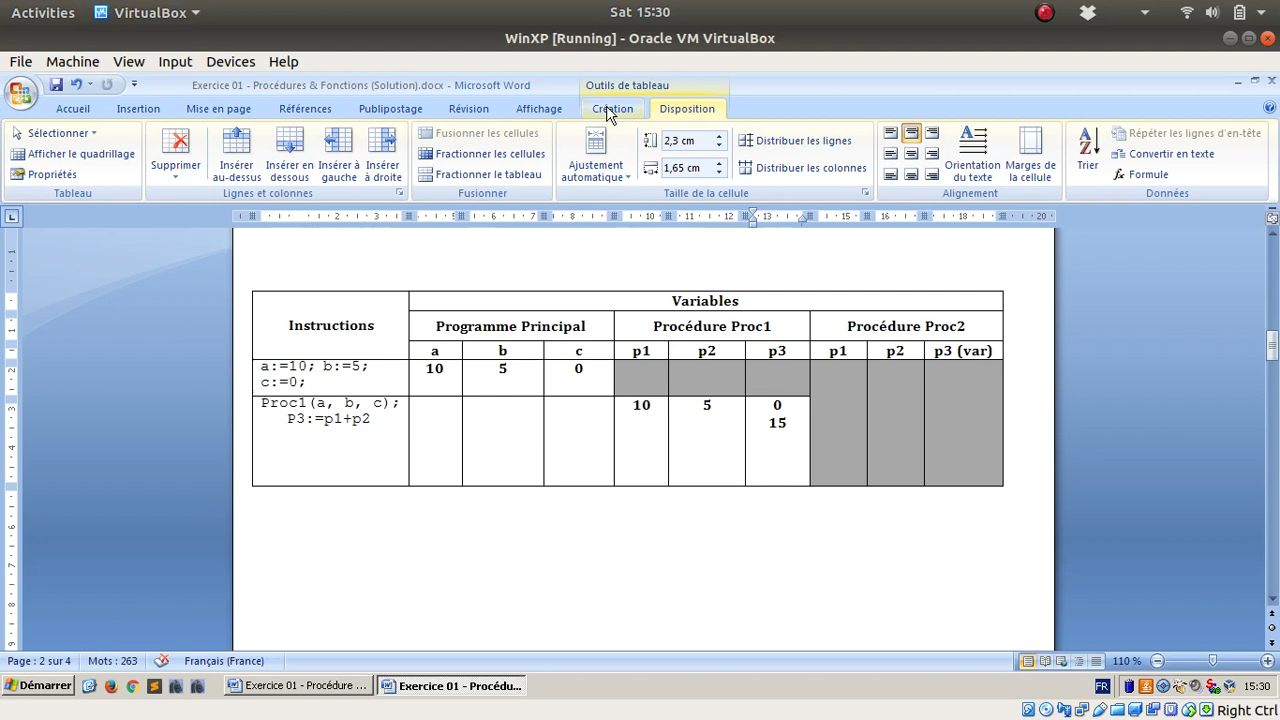 Activities VirtualBox Sat 15:30
WinXP [Running] - Oracle VM VirtualBox
File Machine View Input Devices Help
Exercice 01 - Procédures & Fonctions (Solution).docx - Microsoft Word Outils de tableau
Accueil Insertion Mise en page Références Publipostage Révision Affichage Création Disposition
Sélectionner
Afficher le quadrillage
Propriétés
Tableau
Supprimer
Insérer au-dessus
Insérer en dessous
Insérer à gauche
Insérer à droite
Lignes et colonnes
Fusionner les cellules
Fractionner les cellules
Fractionner le tableau
Fusionner
Ajustement automatique
2,3 cm
1,65 cm
Distribuer les lignes
Distribuer les colonnes
Taille de la cellule
Orientation du texte
Marges de la cellule
Alignement
Trier
Répéter les lignes d'en-tête
Convertir en texte
Formule
Données
Instructions Variables
Programme Principal Procédure Proc1 Procédure Proc2
a b c p1 p2 p3 p1 p2 p3 (var)
a:=10; b:=5; 10 5 0
c:=0;
Proc1(a, b, c); 10 5 0
P3:=p1+p2 15
Page : 2 sur 4 Mots : 263 Français (France) 110 %
Démarrer Exercice 01 - Procédure ... Exercice 01 - Procédu... FR 15:30
Right Ctrl